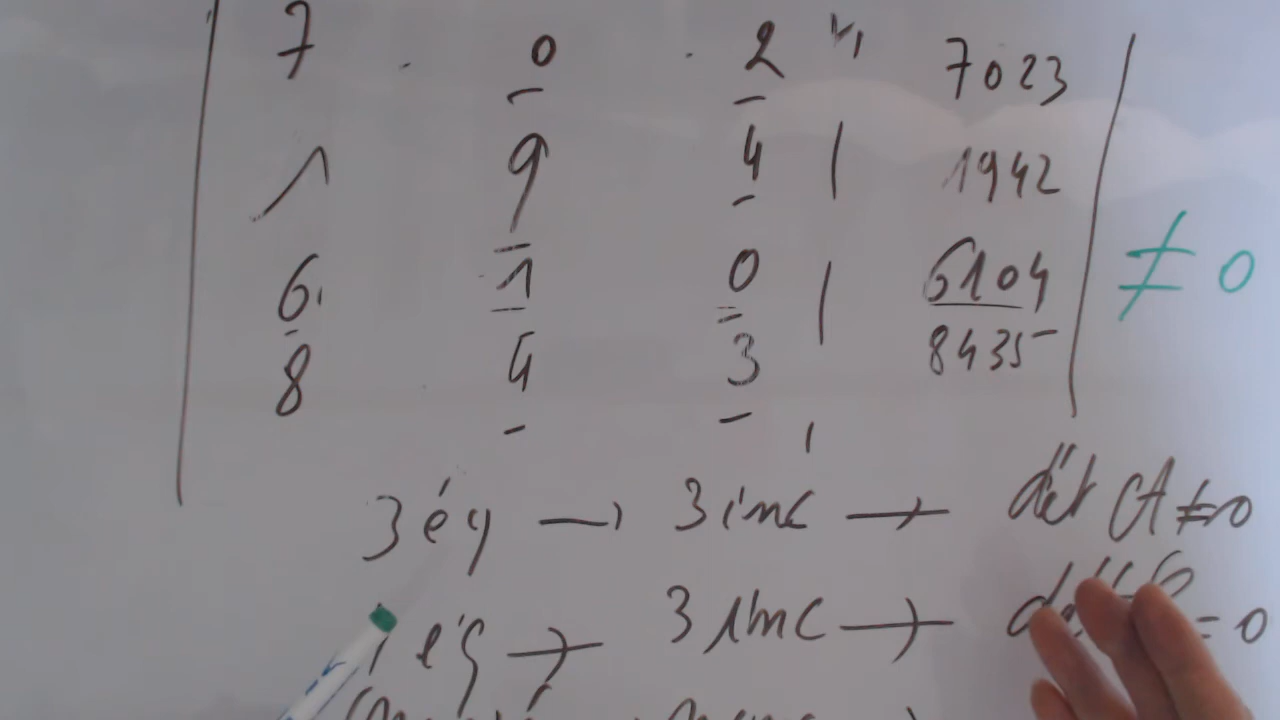 7 0 2 7023
1 9 4 | 1942 ≠ 0
6 1 0 | 6104
8 4 3 8435
3 éq → 3 inc → dét A ≠ 0
éq → 3 inc → = 0